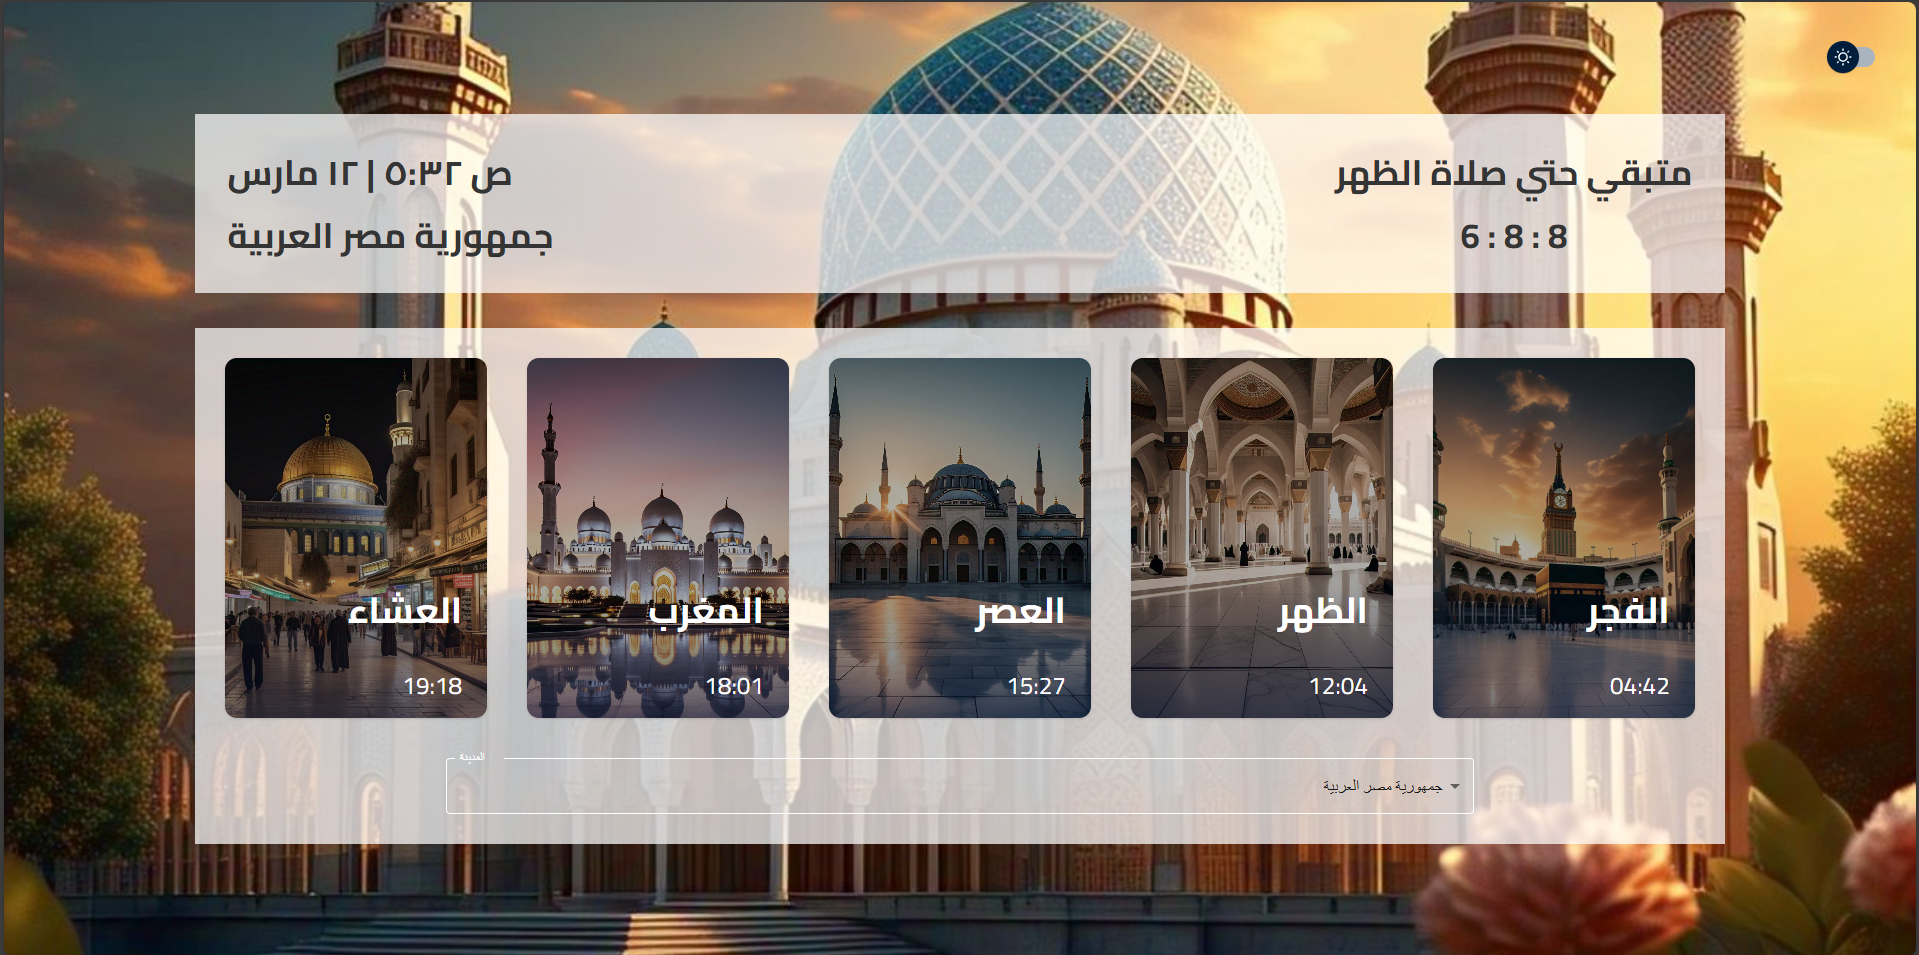 متبقي حتي صلاة الظهر
6 : 8 : 8
ص ٥:٣٢ | ١٢ مارس
جمهورية مصر العربية
الفجر
04:42
الظهر
12:04
العصر
15:27
المغرب
18:01
العشاء
19:18
المدينة
جمهورية مصر العربية